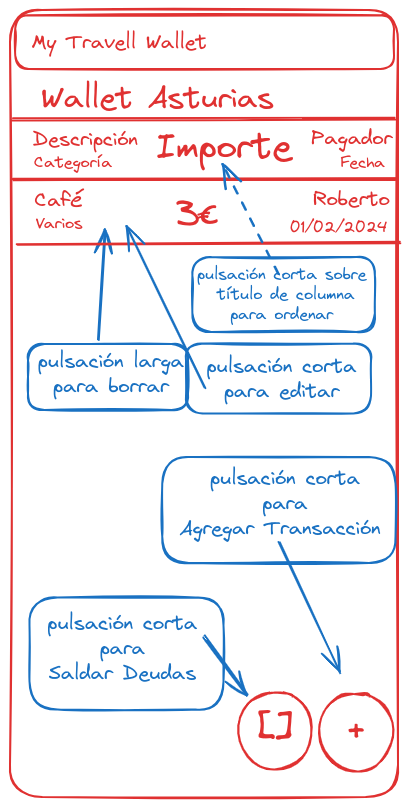 My Travell Wallet
Wallet Asturias
Descripción Importe Pagador
Categoría Fecha
Café 3€ Roberto
Varios 01/02/2024
pulsación corta sobre
título de columna
para ordenar
pulsación larga
para borrar
pulsación corta
para editar
pulsación corta
para
Agregar Transacción
pulsación corta
para
Saldar Deudas
[] +